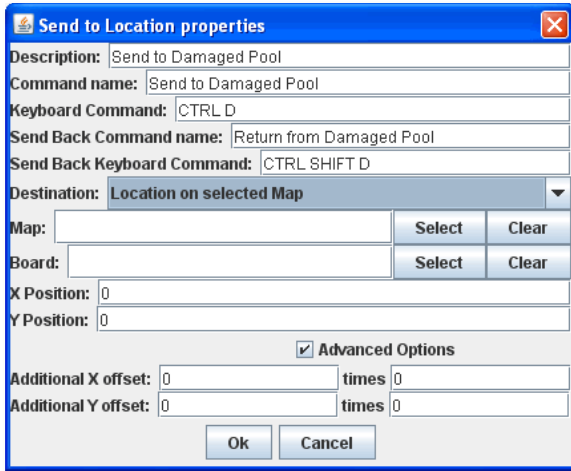 Send to Location properties
Description: Send to Damaged Pool
Command name: Send to Damaged Pool
Keyboard Command: CTRL D
Send Back Command name: Return from Damaged Pool
Send Back Keyboard Command: CTRL SHIFT D
Destination: Location on selected Map
Map: Select Clear
Board: Select Clear
X Position: 0
Y Position: 0
Advanced Options
Additional X offset: 0 times 0
Additional Y offset: 0 times 0
Ok Cancel